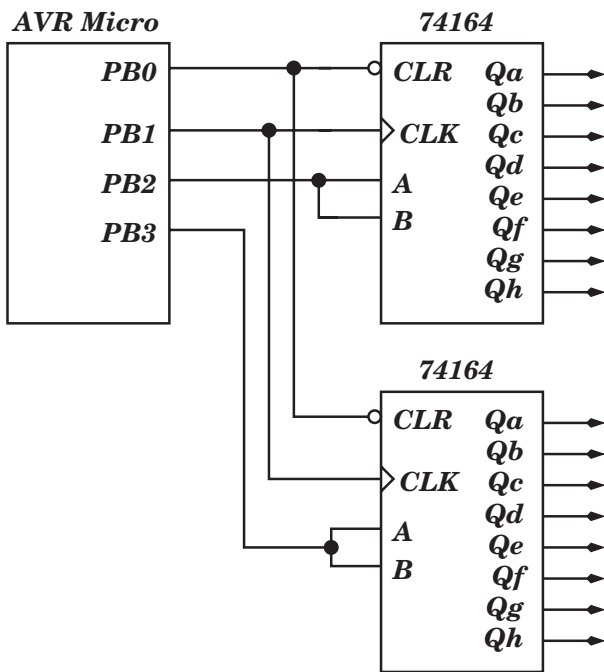 AVR Micro
PB0
PB1
PB2
PB3
74164
CLR
CLK
A
B
Qa
Qb
Qc
Qd
Qe
Qf
Qg
Qh
74164
CLR
CLK
A
B
Qa
Qb
Qc
Qd
Qe
Qf
Qg
Qh